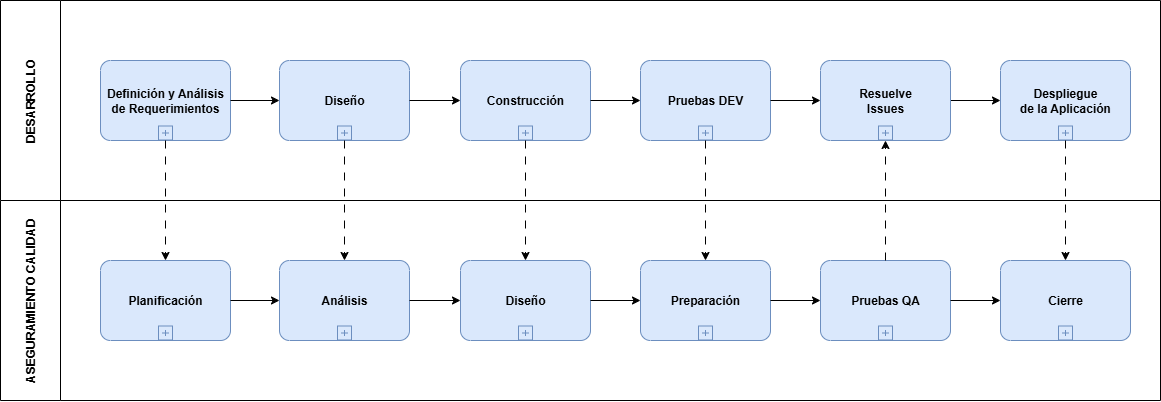 DESARROLLO
Definición y Análisis
de Requerimientos
Diseño
Construcción
Pruebas DEV
Resuelve
Issues
Despliegue
de la Aplicación
ASEGURAMIENTO CALIDAD
Planificación
Análisis
Diseño
Preparación
Pruebas QA
Cierre